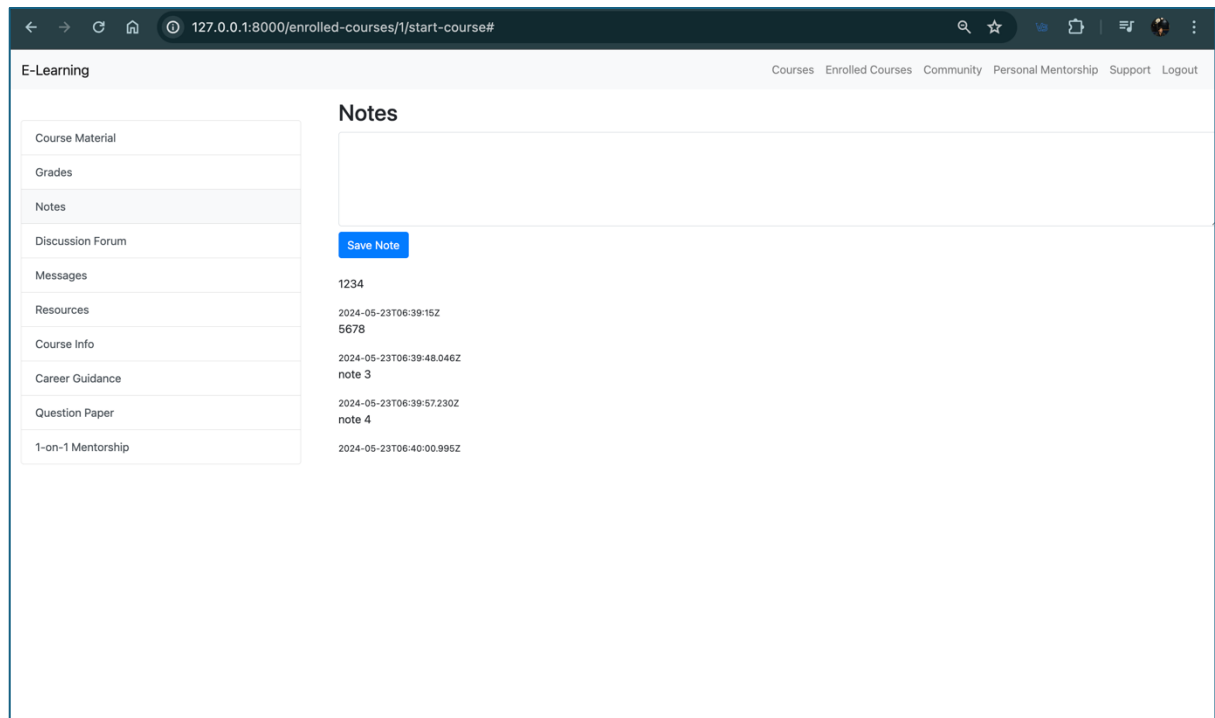 127.0.0.1:8000/enrolled-courses/1/start-course#
E-Learning
Courses Enrolled Courses Community Personal Mentorship Support Logout
Course Material
Grades
Notes
Discussion Forum
Messages
Resources
Course Info
Career Guidance
Question Paper
1-on-1 Mentorship
Notes
Save Note
1234
2024-05-23T06:39:15Z
5678
2024-05-23T06:39:48.046Z
note 3
2024-05-23T06:39:57.230Z
note 4
2024-05-23T06:40:00.995Z